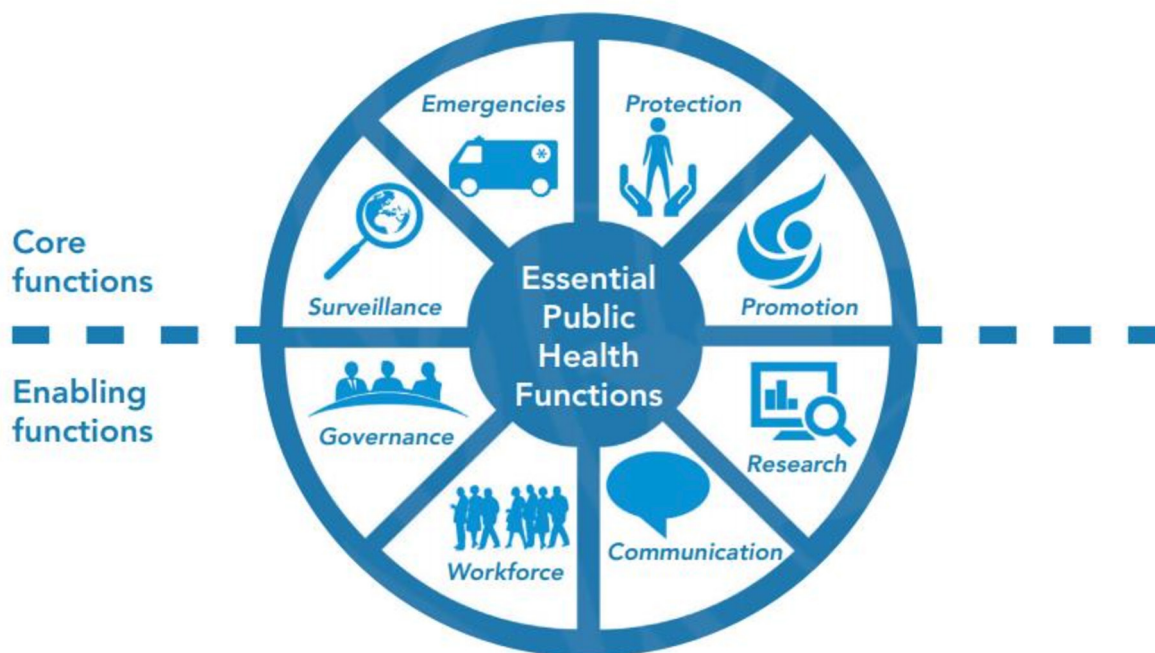 Emergencies
Protection
Core
functions
Surveillance
Promotion
Essential
Public
Health
Functions
Enabling
functions
Governance
Research
Workforce
Communication